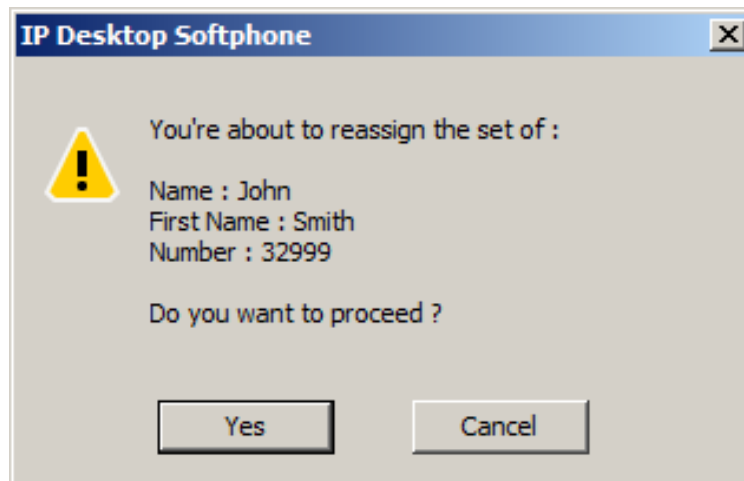 IP Desktop Softphone
You're about to reassign the set of :
Name : John
First Name : Smith
Number : 32999
Do you want to proceed ?
Yes
Cancel